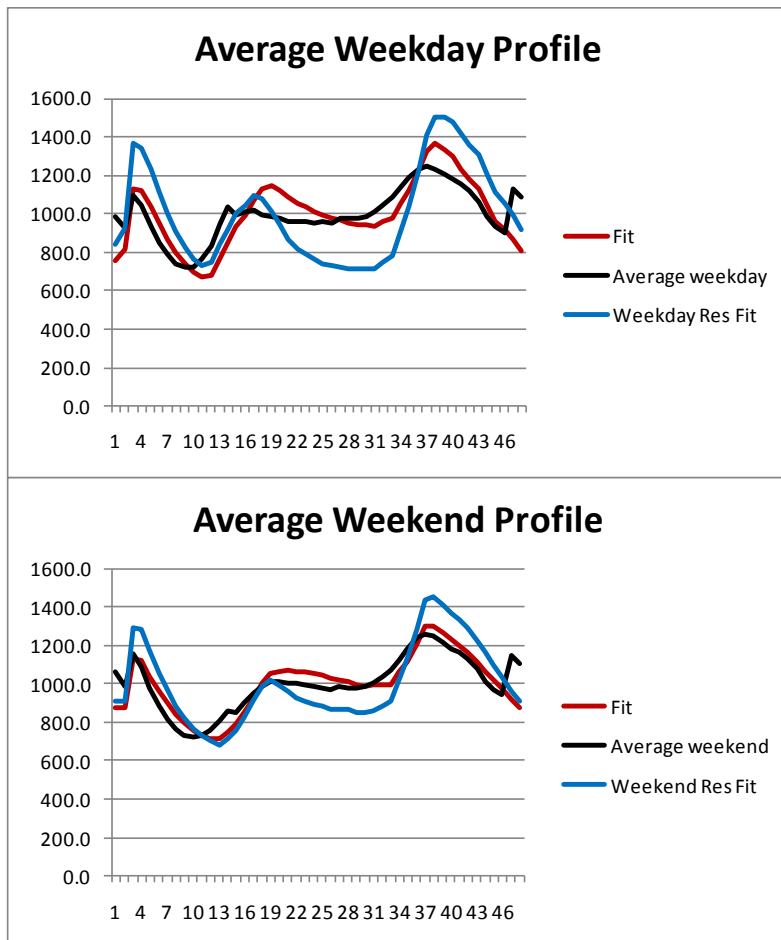 Average Weekday Profile
1600.0
1400.0
1200.0
1000.0
800.0
600.0
400.0
200.0
0.0
1 4 7 10 13 16 19 22 25 28 31 34 37 40 43 46
Fit
Average weekday
Weekday Res Fit
Average Weekend Profile
1600.0
1400.0
1200.0
1000.0
800.0
600.0
400.0
200.0
0.0
1 4 7 10 13 16 19 22 25 28 31 34 37 40 43 46
Fit
Average weekend
Weekend Res Fit